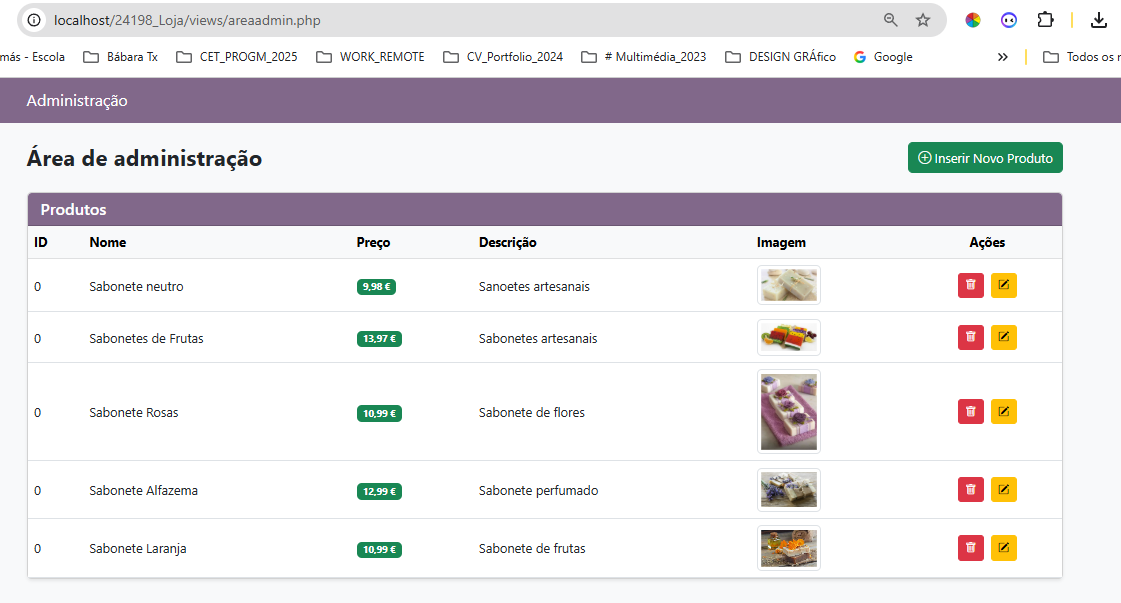 localhost/24198_Loja/views/areaadmin.php
más - Escola Bábara Tx CET_PROGM_2025 WORK_REMOTE CV_Portfolio_2024 # Multimédia_2023 DESIGN GRÁfico Google » Todos os
Administração
Área de administração
Inserir Novo Produto
Produtos
ID Nome Preço Descrição Imagem Ações
0 Sabonete neutro 9,98 € Sanoetes artesanais
0 Sabonetes de Frutas 13,97 € Sabonetes artesanais
0 Sabonete Rosas 10,99 € Sabonete de flores
0 Sabonete Alfazema 12,99 € Sabonete perfumado
0 Sabonete Laranja 10,99 € Sabonete de frutas